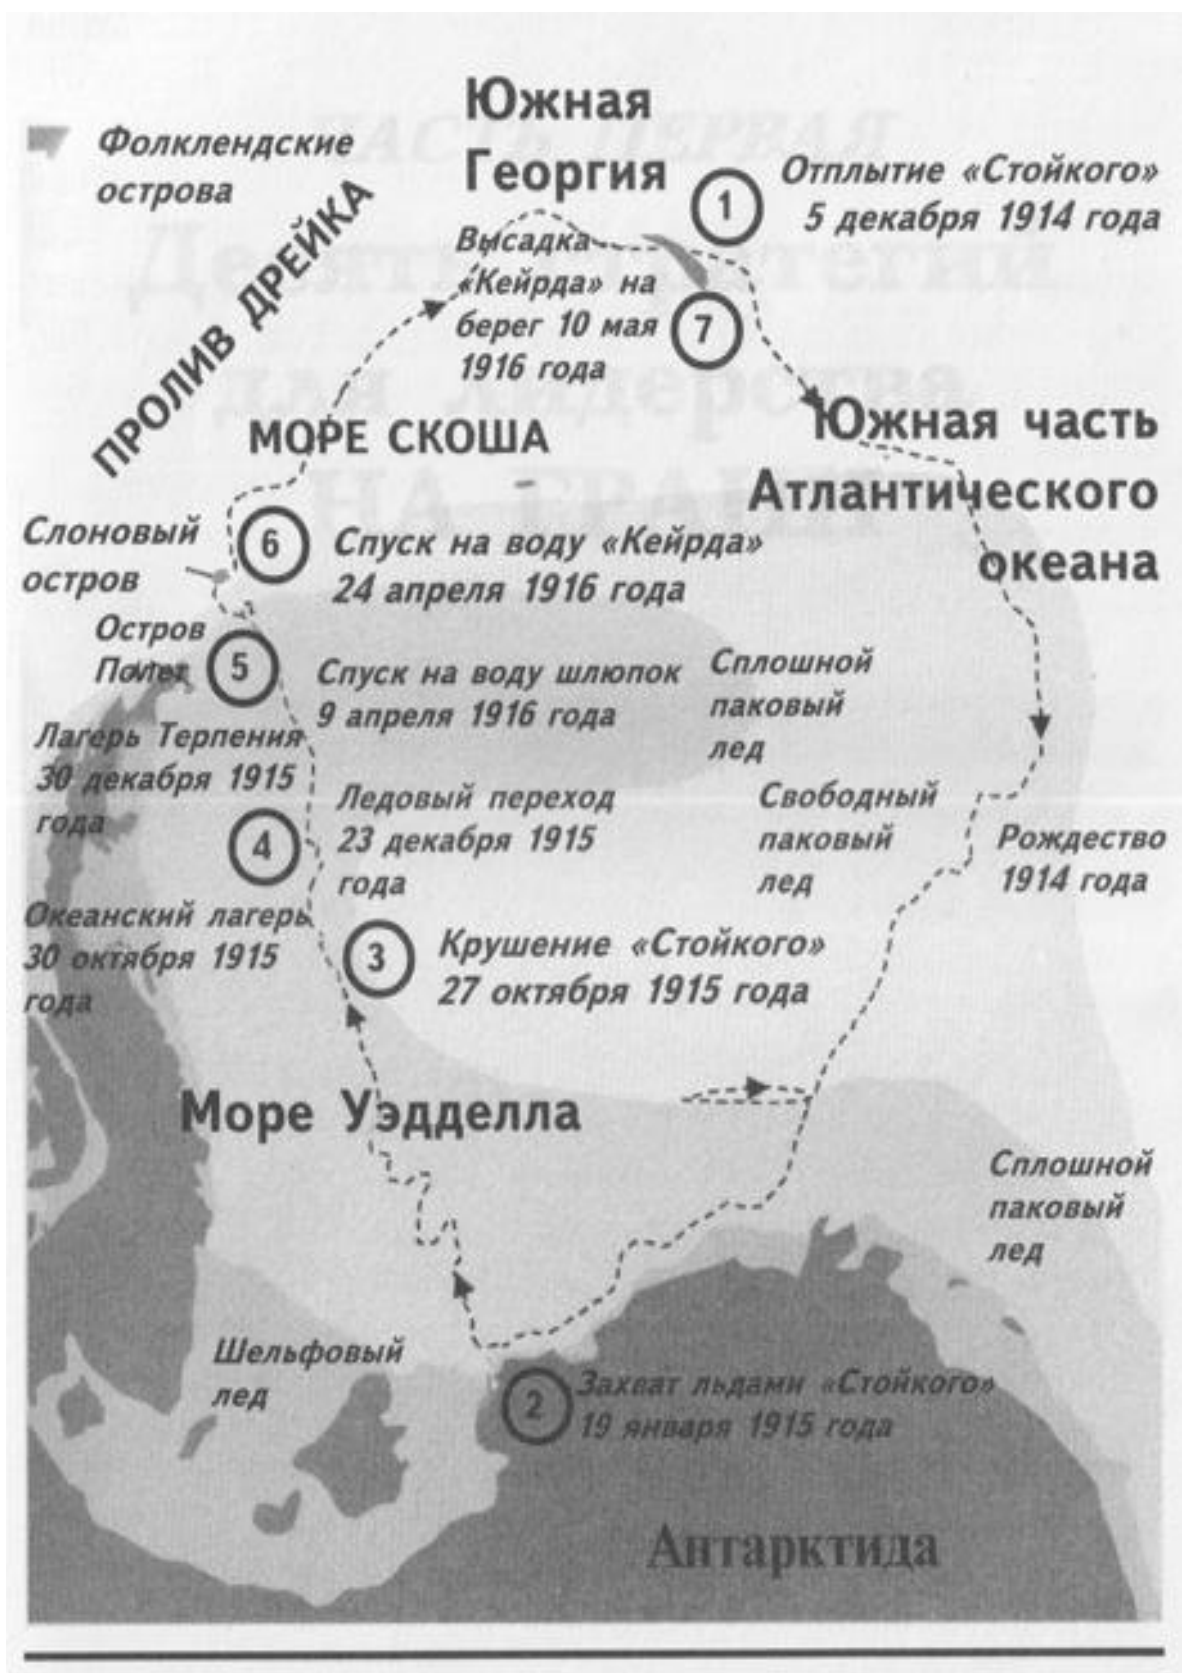 Южная
Георгия
Фолклендские
острова
ПРОЛИВ ДРЕЙКА
1
Отплытие «Стойкого»
5 декабря 1914 года
Высадка
«Кейрда» на
берег 10 мая
1916 года
7
МОРЕ СКОША
Южная часть
Атлантического
океана
Слоновый
остров
6
Спуск на воду «Кейрда»
24 апреля 1916 года
Остров
5
Спуск на воду шлюпок
9 апреля 1916 года
Сплошной
паковый
лед
Лагерь Терпения
30 декабря 1915
года
4
Ледовый переход
23 декабря 1915
года
Свободный
паковый
лед
Рождество
1914 года
Океанский лагерь
30 октября 1915
года
3
Крушение «Стойкого»
27 октября 1915 года
Море Уэдделла
Сплошной
паковый
лед
Шельфовый
лед
2
Захват льдами «Стойкого»
19 января 1915 года
Антарктида